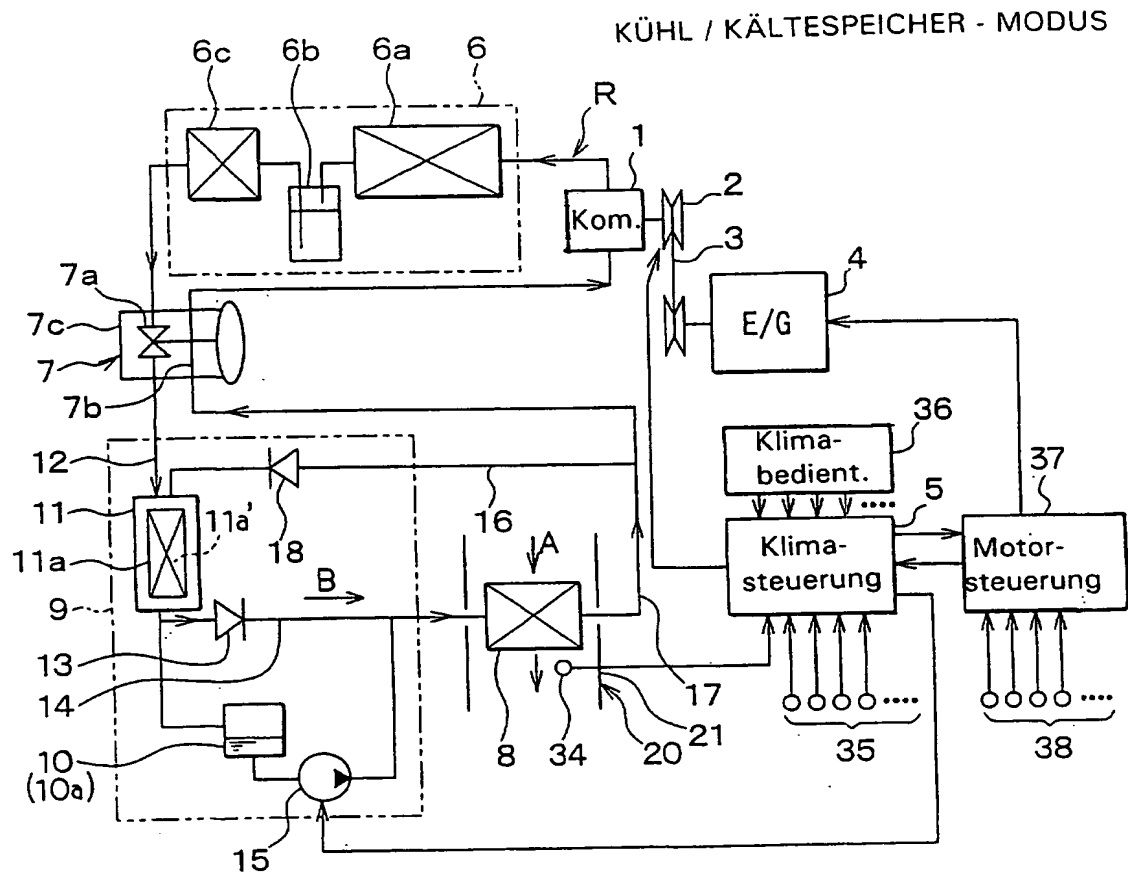 KÜHL / KÄLTESPEICHER - MODUS
6c 6b 6a 6
R
1
2
Kom.
3
4
7a
E/G
7c
7
7b
36
12
Klima-
bedient.
37
16
5
11 11a'
18
A
Klima-
steuerung
Motor-
steuerung
11a
B
9
13
14
17
8 34
21
20
35
38
10
(10a)
15